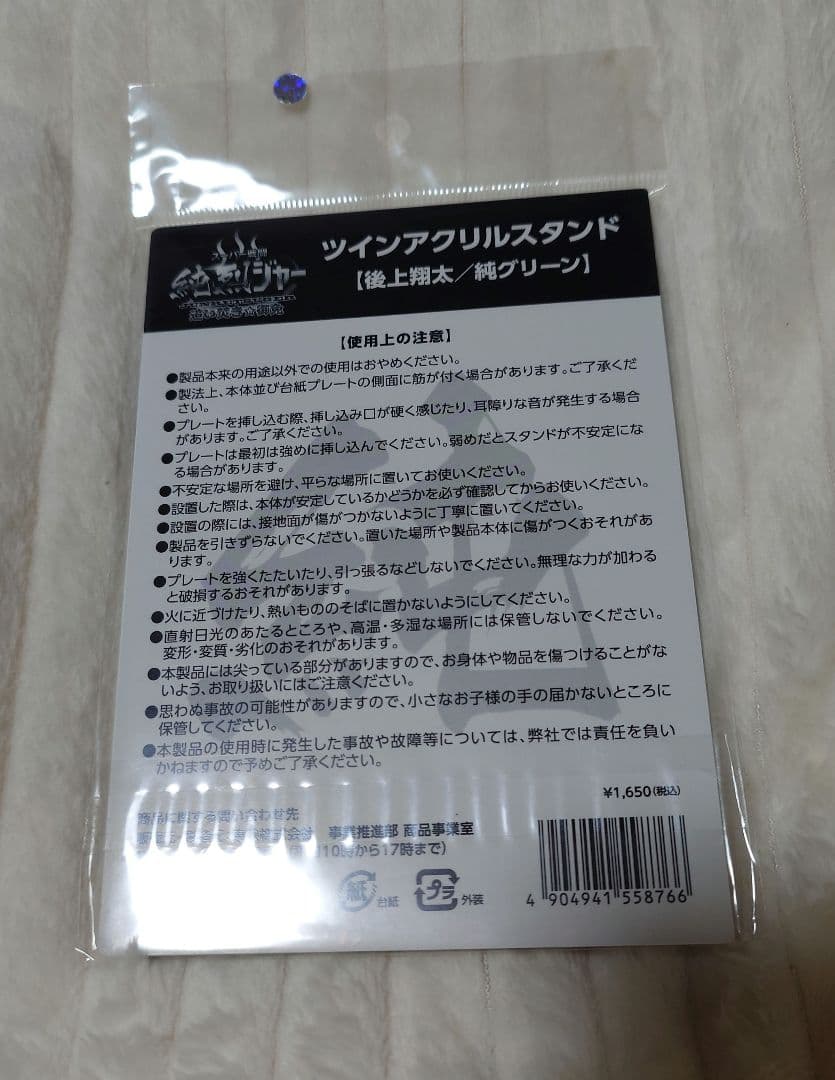 スーパー戦闘
純烈ジャー
追い焚き☆御免
ツインアクリルスタンド
【後上翔太／純グリーン】
【使用上の注意】
●製品本来の用途以外での使用はおやめください。
●製法上、本体並び台紙プレートの側面に筋が付く場合があります。ご了承くだ
さい。
●プレートを挿し込む際、挿し込み口が硬く感じたり、耳障りな音が発生する場合
があります。ご了承ください。
●プレートは最初は強めに挿し込んでください。弱めだとスタンドが不安定にな
る場合があります。
●不安定な場所を避け、平らな場所に置いてお使いください。
●設置した際は、本体が安定しているかどうかを必ず確認してからお使いください。
●設置の際には、接地面が傷がつかないように丁寧に置いてください。
●製品を引きずらないでください。置いた場所や製品本体に傷がつくおそれがあ
ります。
●プレートを強くたたいたり、引っ張るなどしないでください。無理な力が加わる
と破損するおそれがあります。
●火に近づけたり、熱いもののそばに置かないようにしてください。
●直射日光のあたるところや、高温・多湿な場所には保管しないでください。
変形・変質・劣化のおそれがあります。
●本製品には尖っている部分がありますので、お身体や物品を傷つけることがな
いよう、お取り扱いにはご注意ください。
●思わぬ事故の可能性がありますので、小さなお子様の手の届かないところに
保管してください。
●本製品の使用時に発生した事故や故障等については、弊社では責任を負い
かねますので予めご了承ください。
¥1,650(税込)
商品に関する問い合わせ先
事業推進部 商品事業室
10時から17時まで)
紙 台紙
プラ 外装
4 904941 558766
純